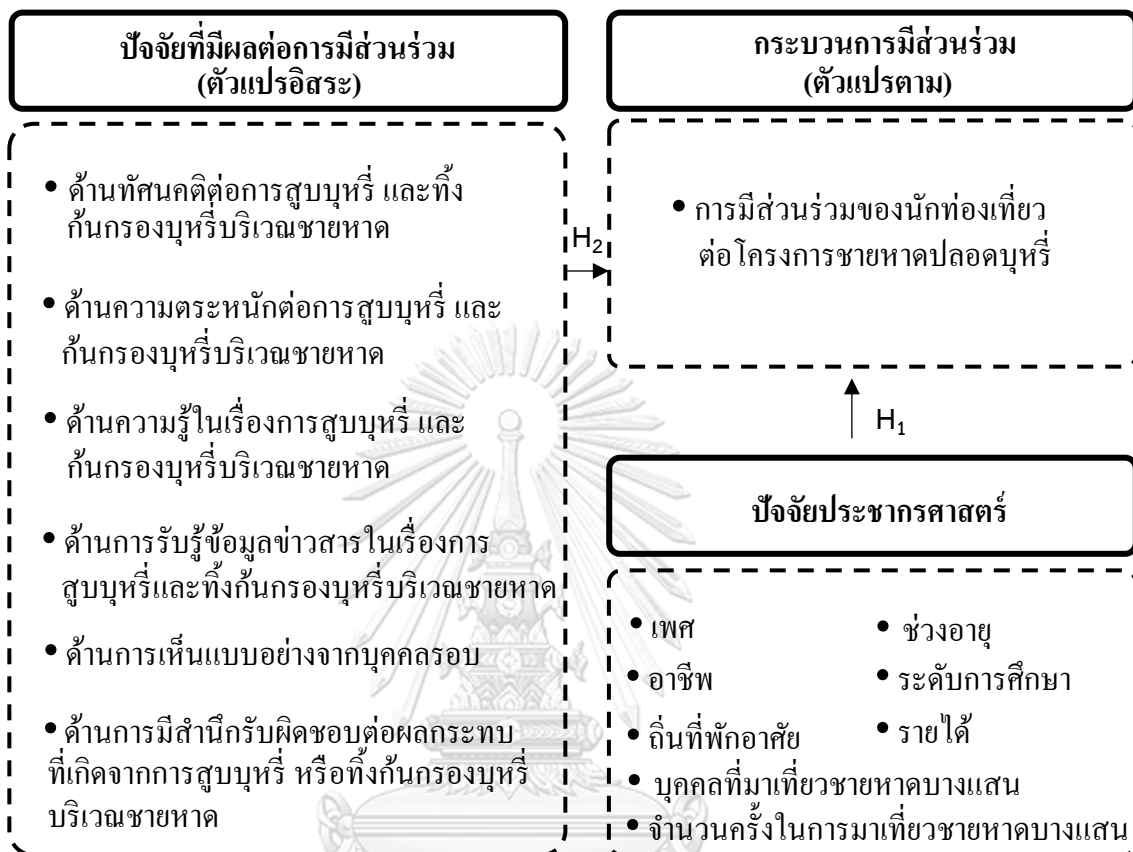 ปัจจัยที่มีผลต่อการมีส่วนร่วม
(ตัวแปรอิสระ)
• ด้านทัศนคติต่อการสูบบุหรี่ และทิ้ง
ก้นกรองบุหรี่บริเวณชายหาด
• ด้านความตระหนักต่อการสูบบุหรี่ และ
ก้นกรองบุหรี่บริเวณชายหาด
• ด้านความรู้ในเรื่องการสูบบุหรี่ และ
ก้นกรองบุหรี่บริเวณชายหาด
• ด้านการรับรู้ข้อมูลข่าวสารในเรื่องการ
สูบบุหรี่และทิ้งก้นกรองบุหรี่บริเวณชายหาด
• ด้านการเห็นแบบอย่างจากบุคคลรอบ
• ด้านการมีสำนึกรับผิดชอบต่อผลกระทบ
ที่เกิดจากการสูบบุหรี่ หรือทิ้งก้นกรองบุหรี่
บริเวณชายหาด
H₂
กระบวนการมีส่วนร่วม
(ตัวแปรตาม)
• การมีส่วนร่วมของนักท่องเที่ยว
ต่อโครงการชายหาดปลอดบุหรี่
H₁
ปัจจัยประชากรศาสตร์
• เพศ • ช่วงอายุ
• อาชีพ • ระดับการศึกษา
• ถิ่นที่พักอาศัย • รายได้
• บุคคลที่มาเที่ยวชายหาดบางแสน
• จำนวนครั้งในการมาเที่ยวชายหาดบางแสน